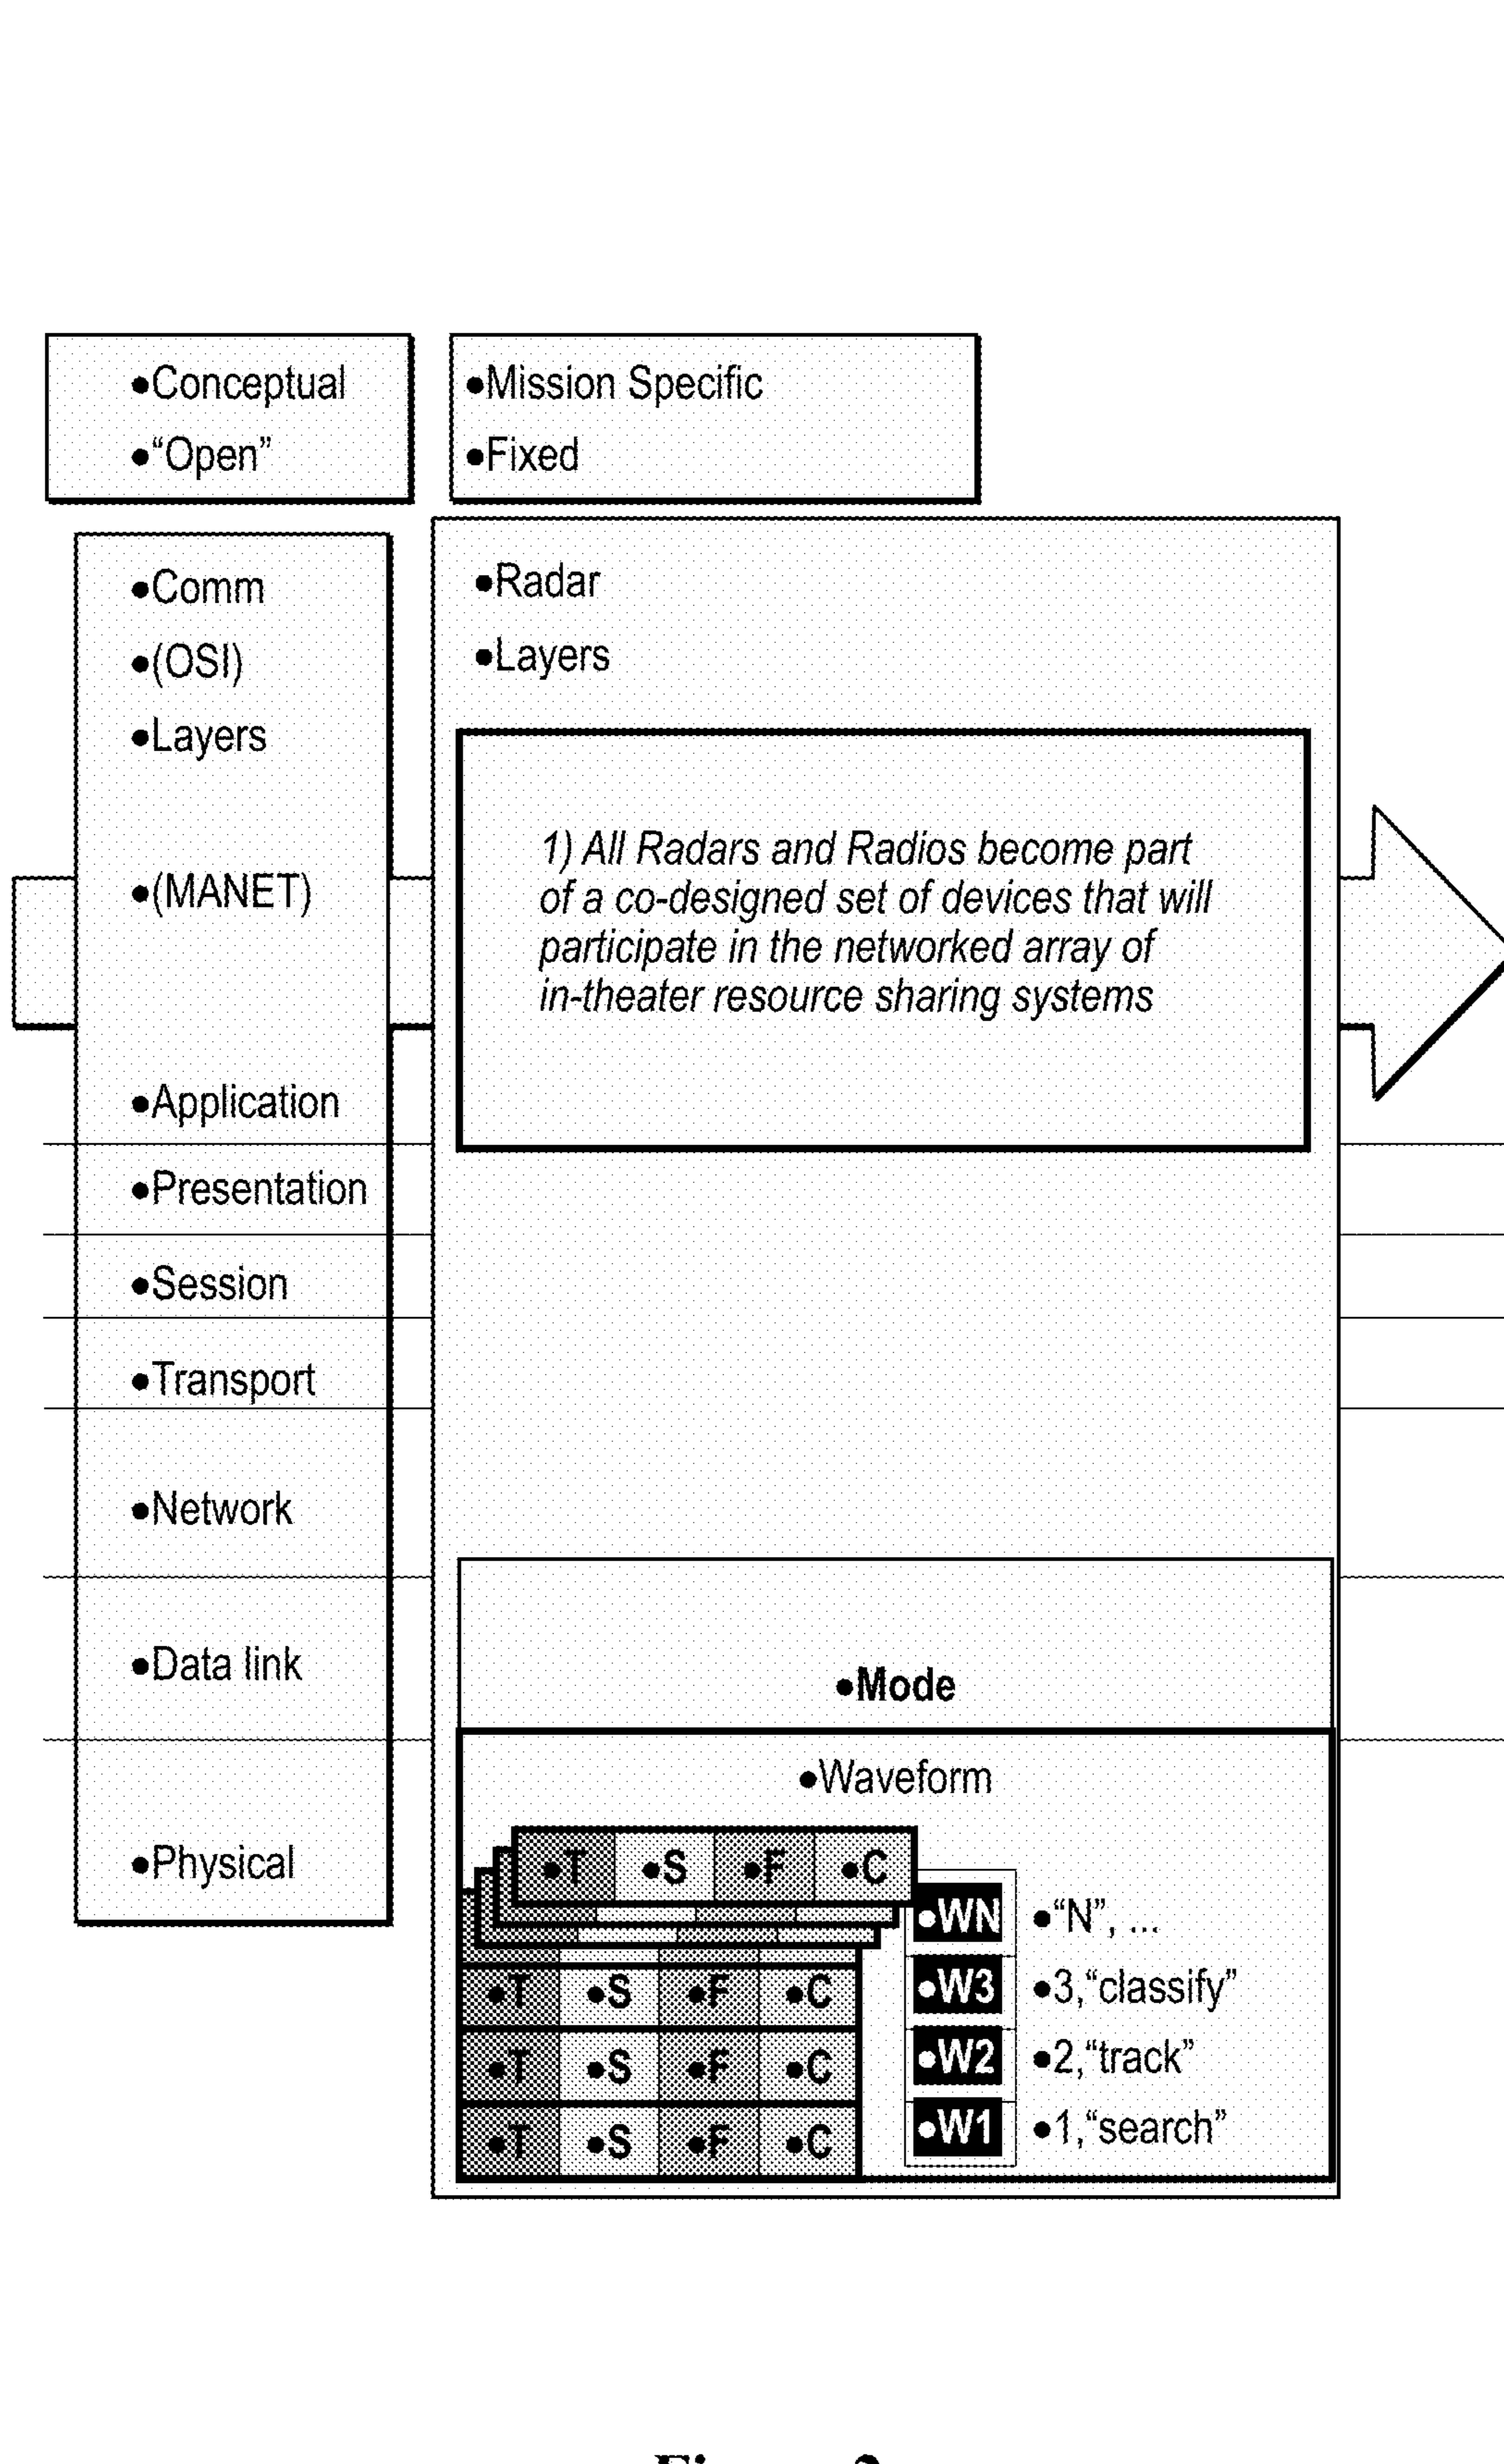 •Conceptual
•“Open”
•Mission Specific
•Fixed
•Comm
•(OSI)
•Layers
•(MANET)
•Application
•Presentation
•Session
•Transport
•Network
•Data link
•Physical
•Radar
•Layers
1) All Radars and Radios become part
of a co-designed set of devices that will
participate in the networked array of
in-theater resource sharing systems
•Mode
•Waveform
•T •S •F •C
•WN •“N”, ...
•T •S •F •C
•W3 •3,“classify”
•T •S •F •C
•W2 •2,“track”
•T •S •F •C
•W1 •1,“search”